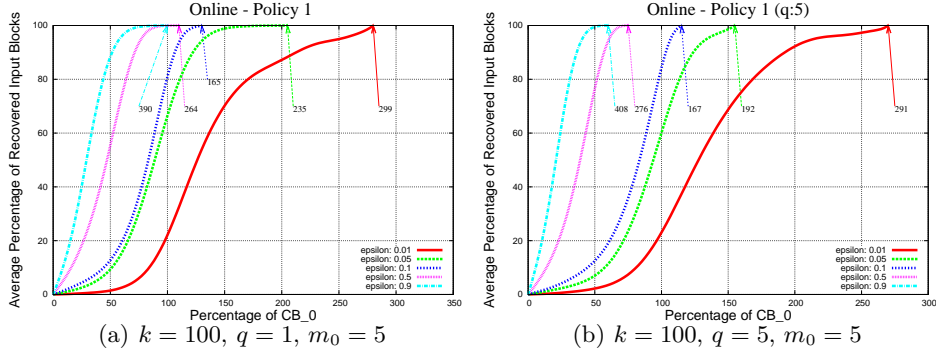 Online - Policy 1
Average Percentage of Recovered Input Blocks
100
80
60
40
20
0
390
264
165
235
299
epsilon: 0.01
epsilon: 0.05
epsilon: 0.1
epsilon: 0.5
epsilon: 0.9
0 50 100 150 200 250 300 350
Percentage of CB_0
(a) k = 100, q = 1, m₀ = 5
Online - Policy 1 (q:5)
Average Percentage of Recovered Input Blocks
100
80
60
40
20
0
408
276
167
192
291
epsilon: 0.01
epsilon: 0.05
epsilon: 0.1
epsilon: 0.5
epsilon: 0.9
0 50 100 150 200 250 300
Percentage of CB_0
(b) k = 100, q = 5, m₀ = 5